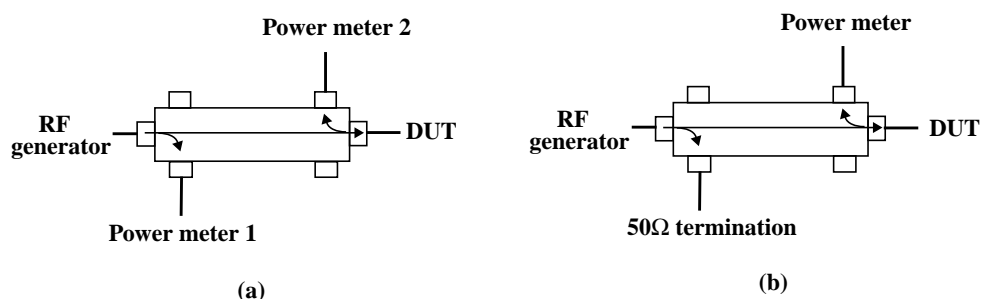 Power meter 2
RF
generator
DUT
Power meter 1
(a)
Power meter
RF
generator
DUT
50Ω termination
(b)